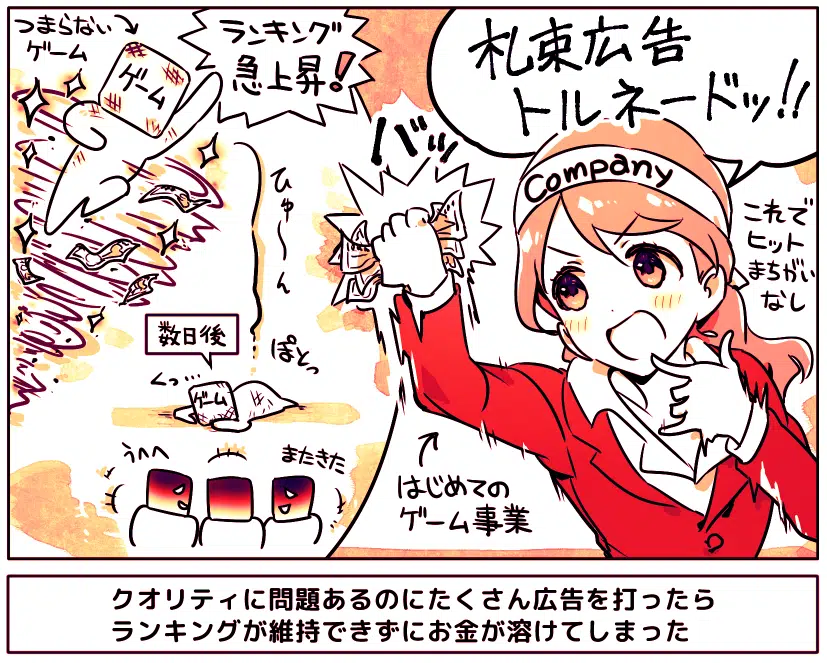 札束広告
トルネードッ!!
ランキング
急上昇!
つまらない
ゲーム
ゲーム
バッ
Company
これで
ヒット
まちがい
なし
ひゅ〜〜ん
数日後
ぽとっ
くっ…
ゲーム
うへへ
またきた
はじめての
ゲーム事業
クオリティに問題あるのにたくさん広告を打ったら
ランキングが維持できずにお金が溶けてしまった